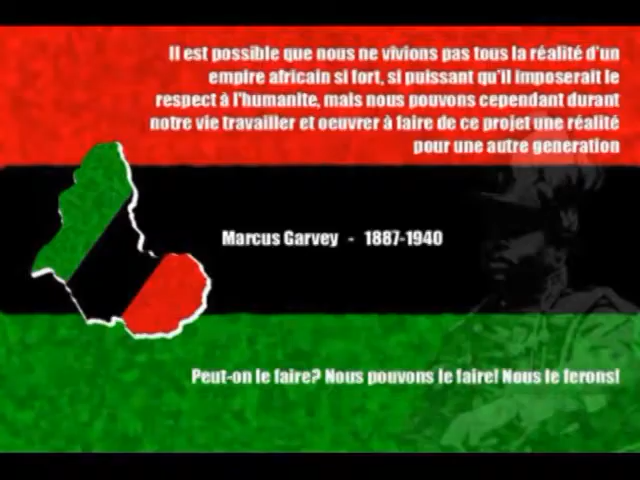 Il est possible que nous ne vivions pas tous la réalité d'un
empire africain si fort, si puissant qu'il imposerait le
respect à l'humanite, mais nous pouvons cependant durant
notre vie travailler et oeuvrer à faire de ce projet une réalité
pour une autre generation
Marcus Garvey - 1887-1940
Peut-on le faire? Nous pouvons le faire! Nous le ferons!